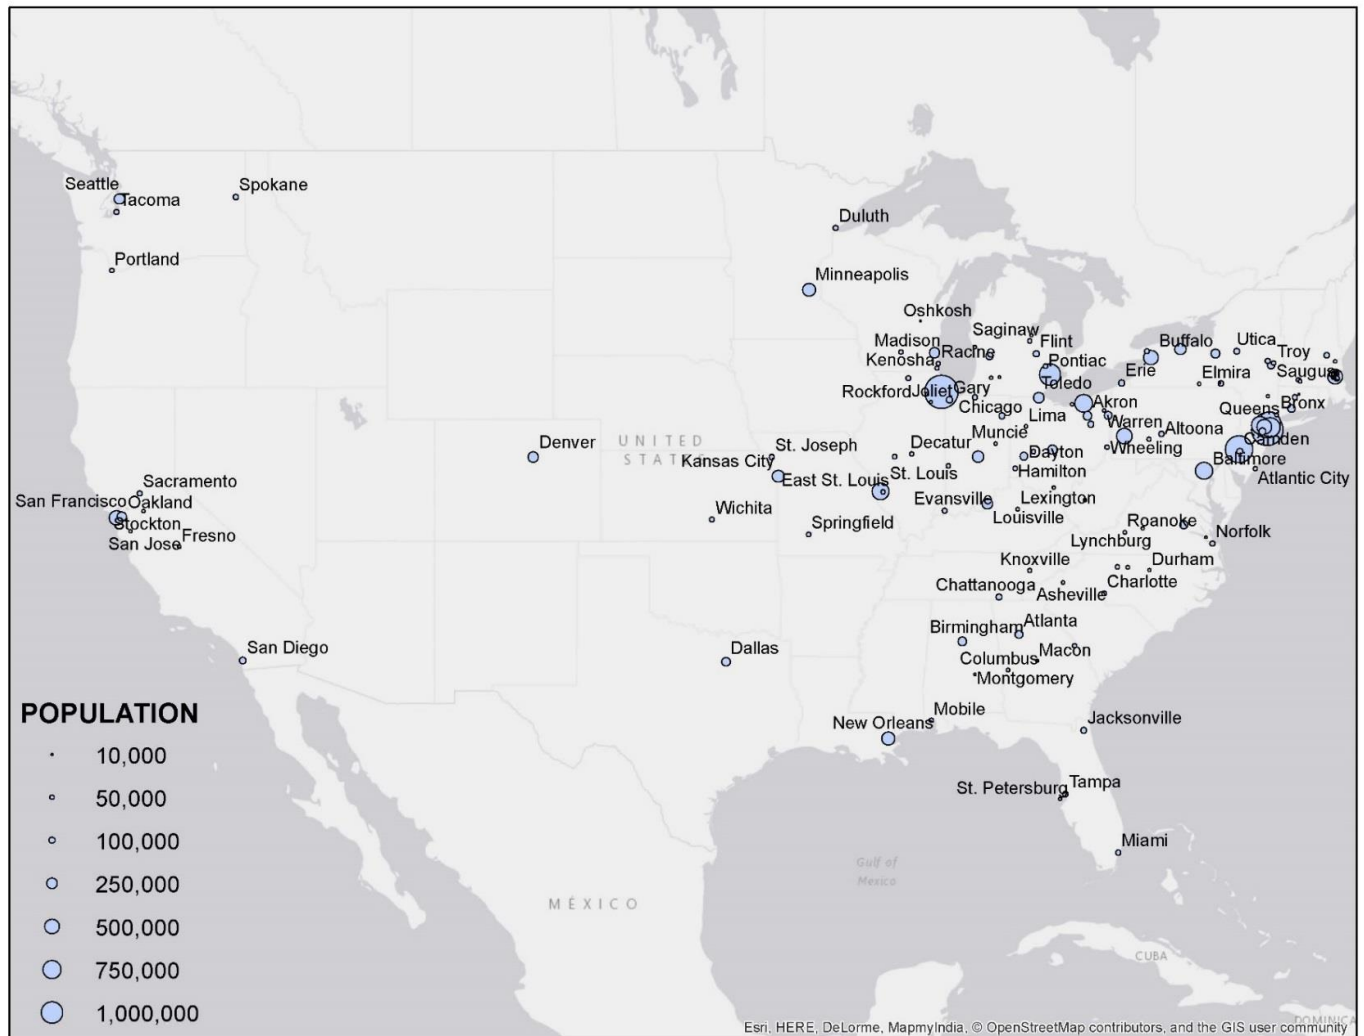 Seattle
Tacoma
Spokane
Portland
Duluth
Minneapolis
Oshkosh
Saginaw
Madison
Racine
Flint
Kenosha
Pontiac
Buffalo
Utica
Troy
Erie
Elmira
Saugus
Rockford
Joliet
Gary
Toledo
Chicago
Akron
Queens
Bronx
Lima
Warren
Altoona
Camden
Denver
UNITED
STATES
St. Joseph
Decatur
Muncie
Dayton
Wheeling
Baltimore
Kansas City
East St. Louis
St. Louis
Hamilton
Atlantic City
Sacramento
San Francisco
Oakland
Stockton
San Jose
Fresno
Wichita
Springfield
Evansville
Lexington
Louisville
Roanoke
Norfolk
Lynchburg
Knoxville
Durham
Chattanooga
Asheville
Charlotte
Birmingham
Atlanta
San Diego
Dallas
Columbus
Macon
Montgomery
Mobile
New Orleans
Jacksonville
St. Petersburg
Tampa
Miami
Gulf of
Mexico
MÉXICO
CUBA
DOMINICA
POPULATION
10,000
50,000
100,000
250,000
500,000
750,000
1,000,000
Esri, HERE, DeLorme, MapmyIndia, © OpenStreetMap contributors, and the GIS user community